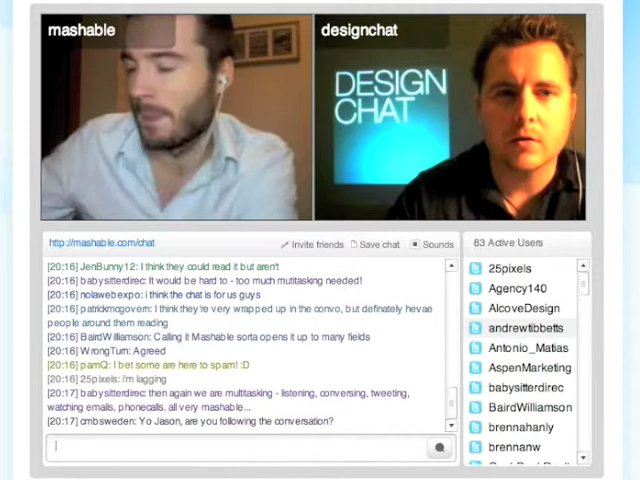 mashable
designchat
DESIGN
CHAT
http://mashable.com/chat
Invite friends
Save chat
Sounds
83 Active Users
[20:16] JenBunny12: I think they could read it but aren't
[20:16] babysitterdirec: It would be hard to - too much mutitasking needed!
[20:16] nolawebexpo: i think the chat is for us guys
[20:16] patrickmcgovern: I think they're very wrapped up in the convo, but definately hevae
people around them reading
[20:16] BairdWilliamson: Calling it Mashable sorta opens it up to many fields
[20:16] WrongTurn: Agreed
[20:16] pamQ: I bet some are here to spam! :D
[20:16] 25pixels: i'm lagging
[20:17] babysitterdirec: then again we are multitasking - listening, conversing, tweeting,
watching emails, phonecalls. all very mashable...
[20:17] cmbsweden: Yo Jason, are you following the conversation?
25pixels
Agency140
AlcoveDesign
andrewtibbetts
Antonio_Matias
AspenMarketing
babysitterdirec
BairdWilliamson
brennahanly
brennanw